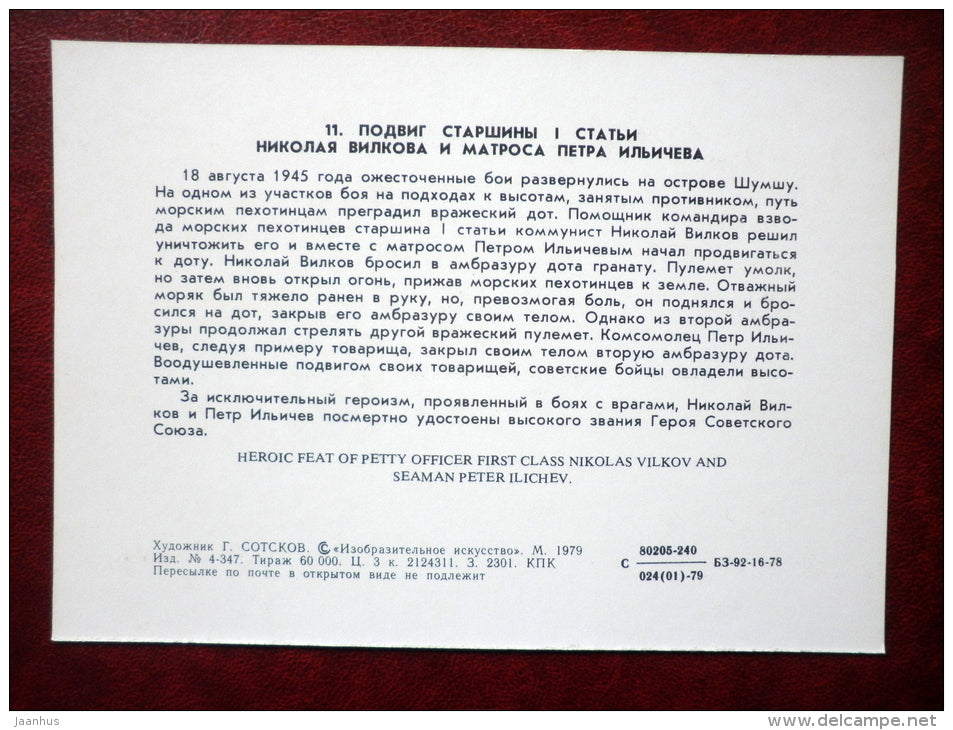 11. ПОДВИГ СТАРШИНЫ I СТАТЬИ
НИКОЛАЯ ВИЛКОВА И МАТРОСА ПЕТРА ИЛЬИЧЕВА
18 августа 1945 года ожесточенные бои развернулись на острове Шумшу.
На одном из участков боя на подходах к высотам, занятым противником, путь
морским пехотинцам преградил вражеский дот. Помощник командира взво-
да морских пехотинцев старшина I статьи коммунист Николай Вилков решил
уничтожить его и вместе с матросом Петром Ильичевым начал продвигаться
к доту. Николай Вилков бросил в амбразуру дота гранату. Пулемет умолк,
но затем вновь открыл огонь, прижав морских пехотинцев к земле. Отважный
моряк был тяжело ранен в руку, но, превозмогая боль, он поднялся и бро-
сился на дот, закрыв его амбразуру своим телом. Однако из второй амбра-
зуры продолжал стрелять другой вражеский пулемет. Комсомолец Петр Ильи-
чев, следуя примеру товарища, закрыл своим телом вторую амбразуру дота.
Воодушевленные подвигом своих товарищей, советские бойцы овладели высо-
тами.
За исключительный героизм, проявленный в боях с врагами, Николай Вил-
ков и Петр Ильичев посмертно удостоены высокого звания Героя Советского
Союза.
HEROIC FEAT OF PETTY OFFICER FIRST CLASS NIKOLAS VILKOV AND
SEAMAN PETER ILICHEV.
Художник Г. СОТСКОВ. © «Изобразительное искусство». М. 1979
Изд. № 4-347. Тираж 60 000. Ц. 3 к. 2124311. З. 2301. КПК
Пересылке по почте в открытом виде не подлежит
80205-240
С БЗ-92-16-78
024(01)-79
jaanhus
www.delcampe.net